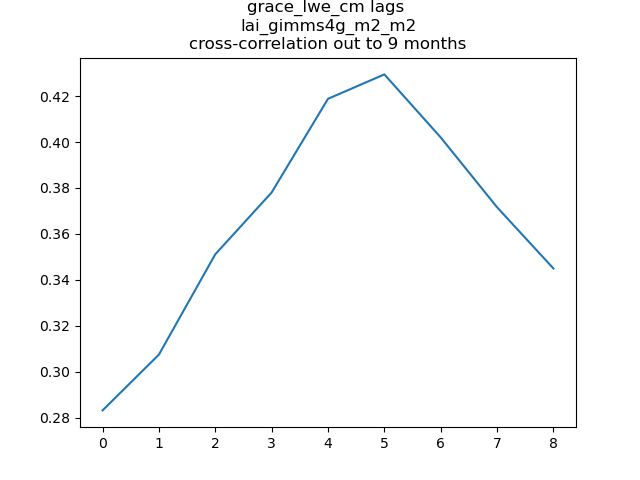 grace_lwe_cm lags
lai_gimms4g_m2_m2
cross-correlation out to 9 months
0.42
0.40
0.38
0.36
0.34
0.32
0.30
0.28
0 1 2 3 4 5 6 7 8